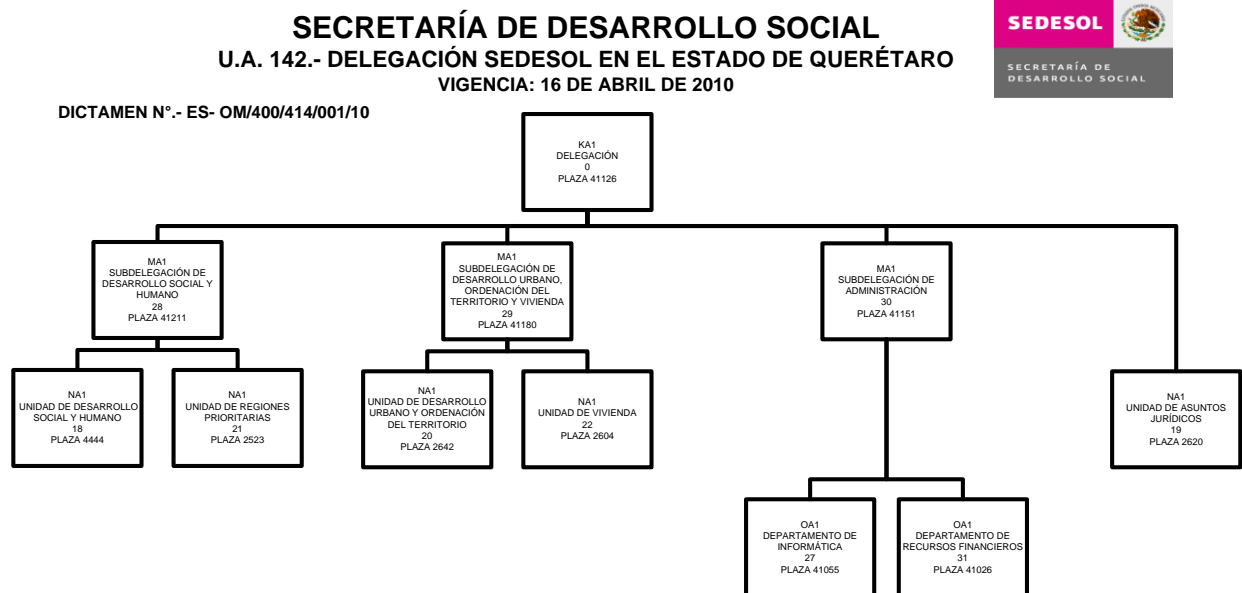 SECRETARÍA DE DESARROLLO SOCIAL
U.A. 142.- DELEGACIÓN SEDESOL EN EL ESTADO DE QUERÉTARO
VIGENCIA: 16 DE ABRIL DE 2010
SEDESOL
SECRETARÍA DE
DESARROLLO SOCIAL
DICTAMEN N°.- ES- OM/400/414/001/10
KA1
DELEGACIÓN
0
PLAZA 41126
MA1
SUBDELEGACIÓN DE
DESARROLLO SOCIAL Y
HUMANO
28
PLAZA 41211
MA1
SUBDELEGACIÓN DE
DESARROLLO URBANO,
ORDENACIÓN DEL
TERRITORIO Y VIVIENDA
29
PLAZA 41180
MA1
SUBDELEGACIÓN DE
ADMINISTRACIÓN
30
PLAZA 41151
NA1
UNIDAD DE DESARROLLO
SOCIAL Y HUMANO
18
PLAZA 4444
NA1
UNIDAD DE REGIONES
PRIORITARIAS
21
PLAZA 2523
NA1
UNIDAD DE DESARROLLO
URBANO Y ORDENACIÓN
DEL TERRITORIO
20
PLAZA 2642
NA1
UNIDAD DE VIVIENDA
22
PLAZA 2604
NA1
UNIDAD DE ASUNTOS
JURÍDICOS
19
PLAZA 2620
OA1
DEPARTAMENTO DE
INFORMÁTICA
27
PLAZA 41055
OA1
DEPARTAMENTO DE
RECURSOS FINANCIEROS
31
PLAZA 41026